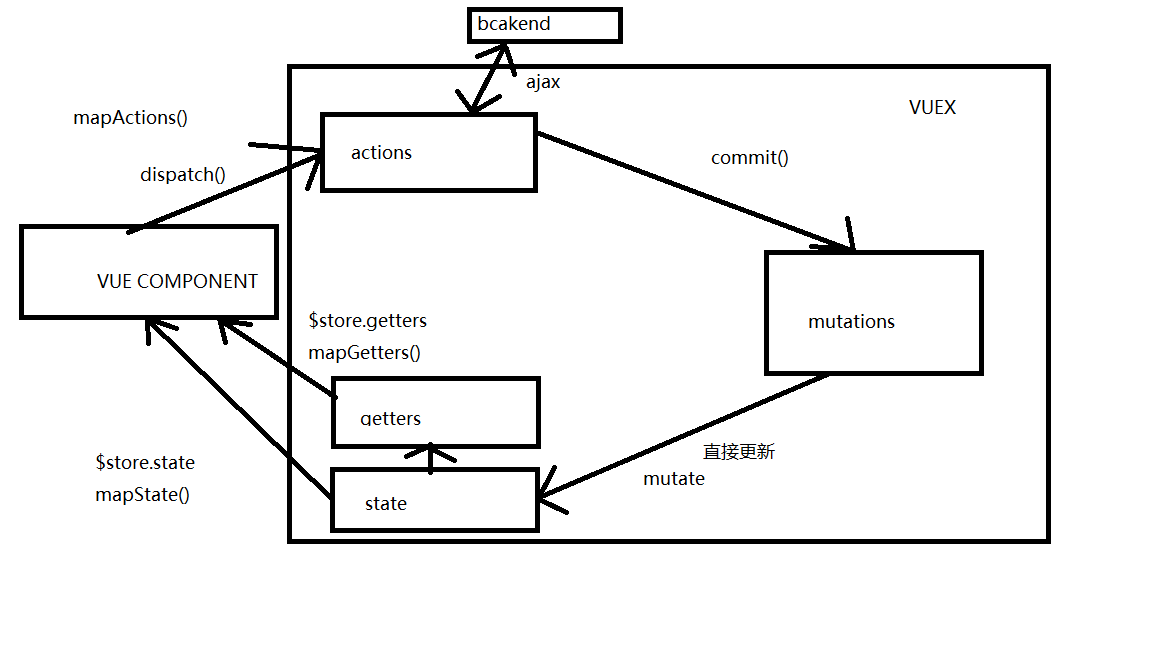 bcakend
ajax
VUEX
mapActions()
actions
commit()
dispatch()
VUE COMPONENT
$store.getters
mutations
mapGetters()
getters
直接更新
$store.state
mutate
mapState()
state